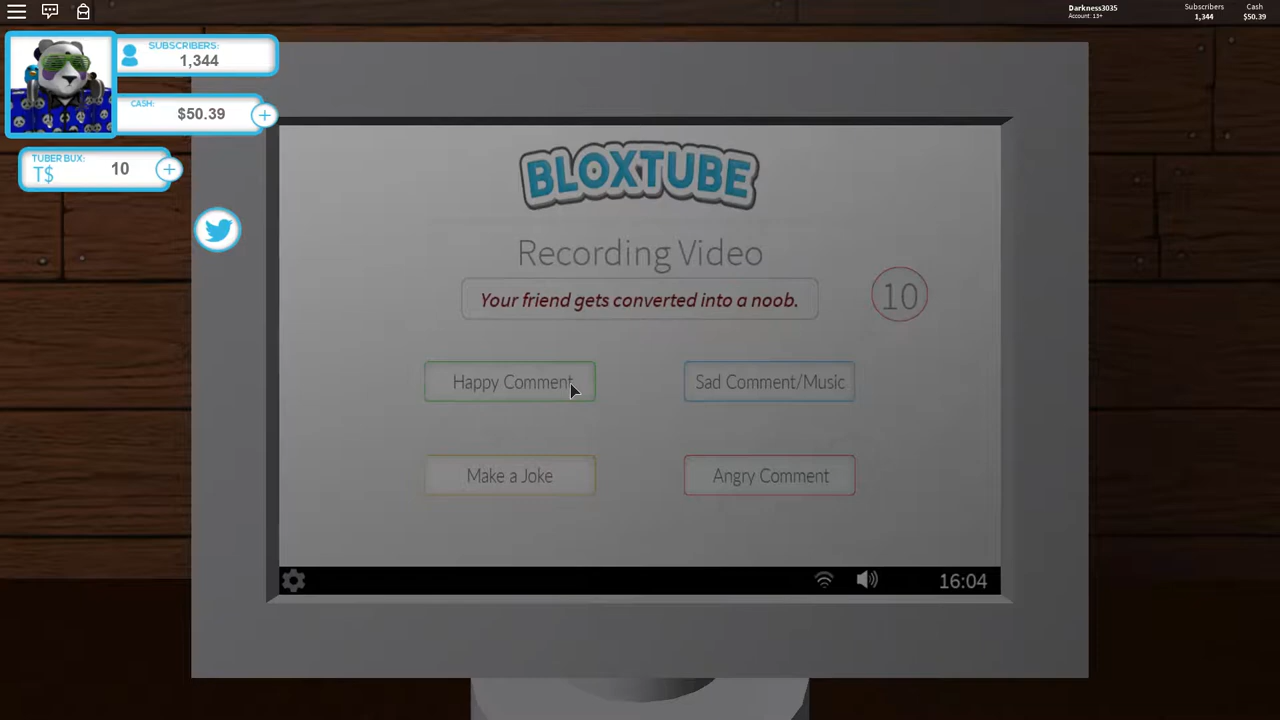 Darkness3035
Account: 13+
Subscribers
1,344
Cash
$50.39
SUBSCRIBERS:
1,344
CASH:
$50.39
TUBER BUX:
T$
10
BLOXTUBE
Recording Video
Your friend gets converted into a noob.
10
Happy Comment
Sad Comment/Music
Make a Joke
Angry Comment
16:04